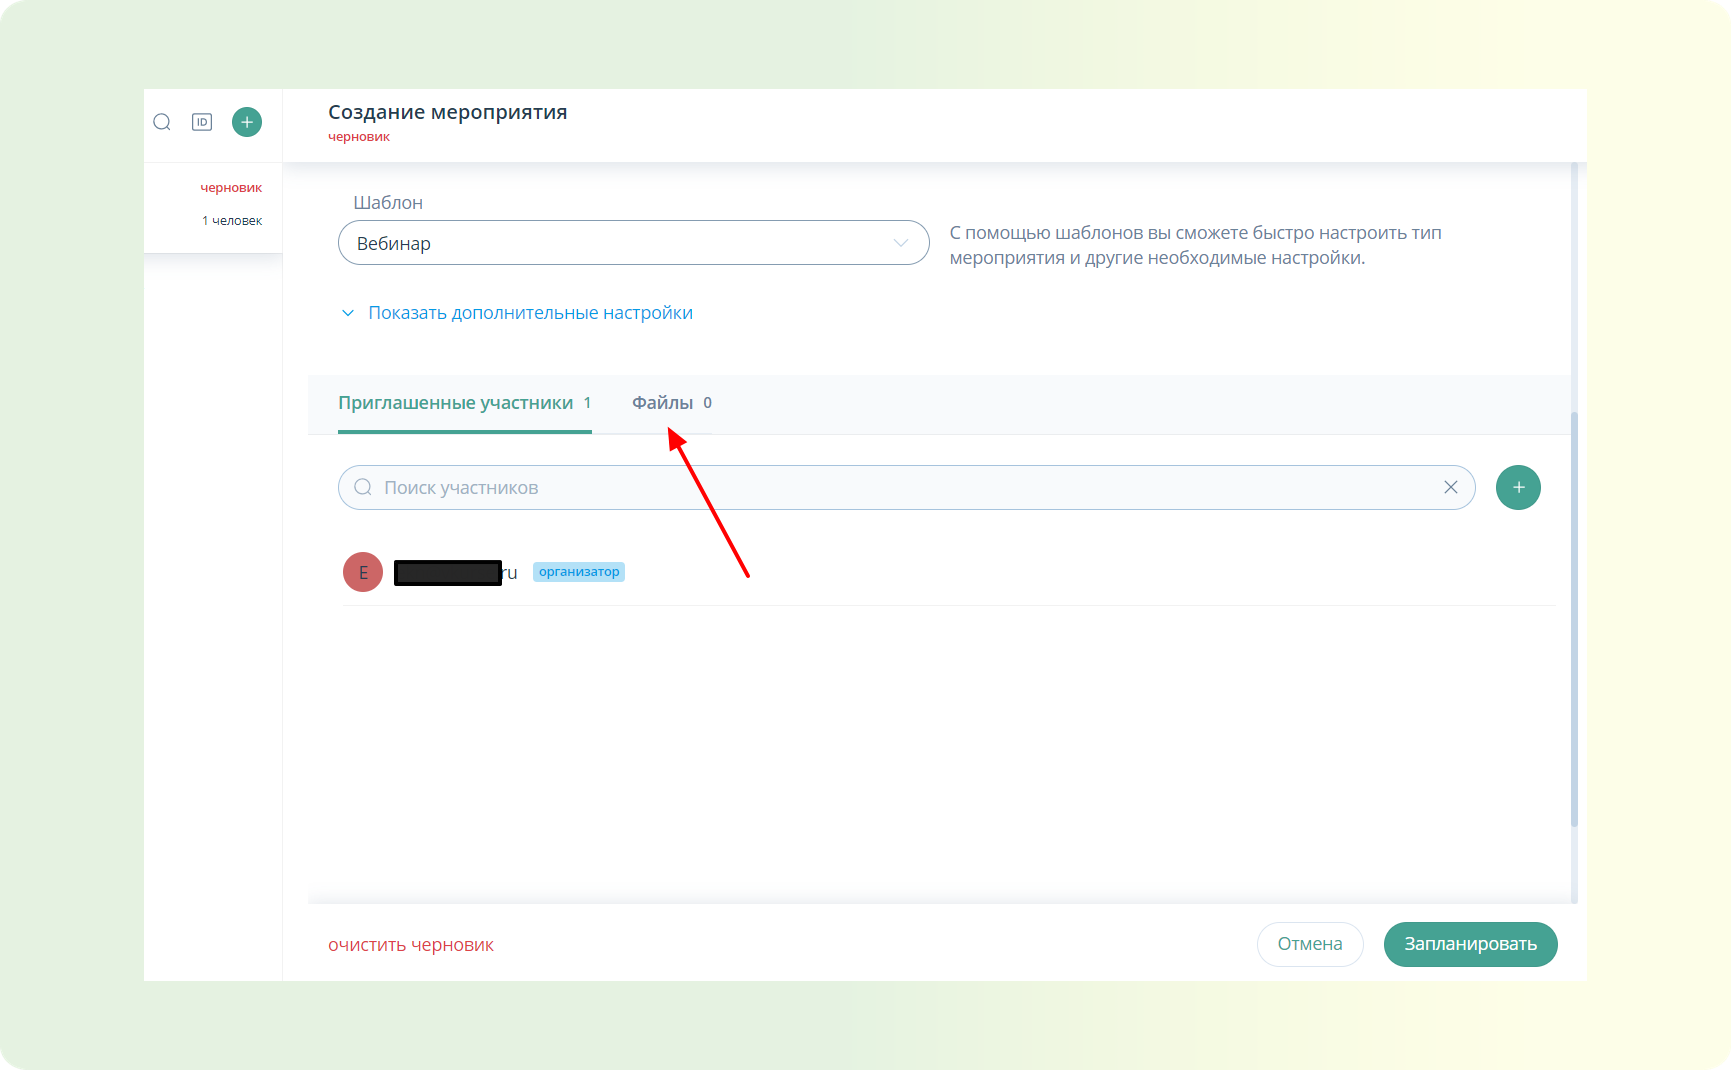 ID
Создание мероприятия
черновик
черновик
1 человек
Шаблон
Вебинар
С помощью шаблонов вы сможете быстро настроить тип
мероприятия и другие необходимые настройки.
Показать дополнительные настройки
Приглашенные участники 1 Файлы 0
Поиск участников
E ru организатор
очистить черновик Отмена Запланировать